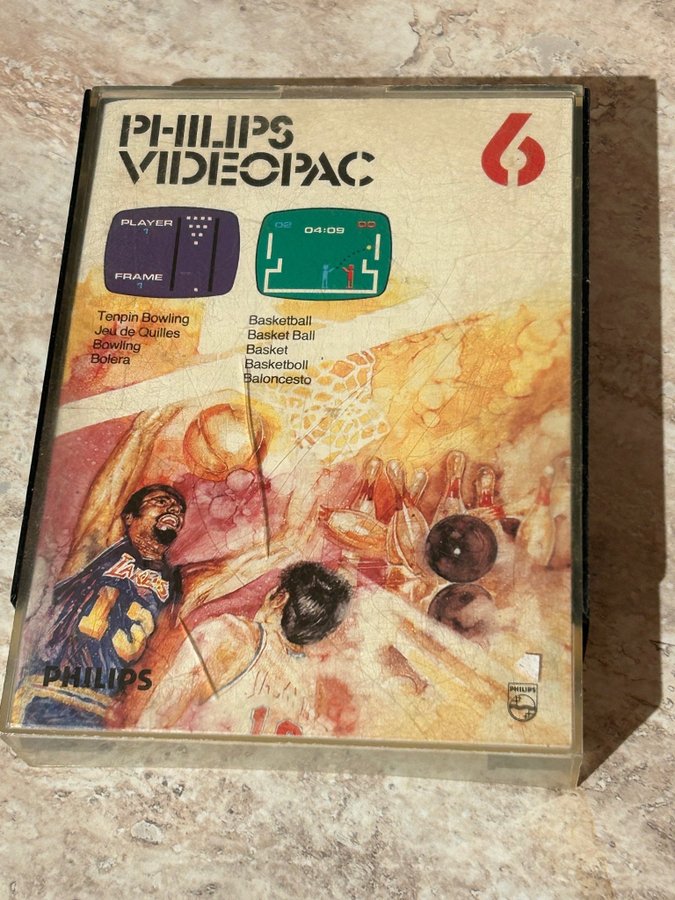 PHILIPS
VIDEOPAC
6
PLAYER
1
FRAME
1
02 04:09 00
Tenpin Bowling
Jeu de Quilles
Bowling
Bolera
Basketball
Basket Ball
Basket
Basketboll
Baloncesto
LAKERS
13
PHILIPS
PHILIPS